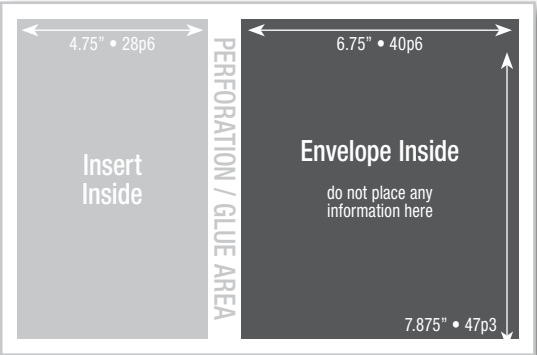 4.75" • 28p6
Insert
Inside
PERFORATION / GLUE AREA
6.75" • 40p6
Envelope Inside
do not place any
information here
7.875" • 47p3